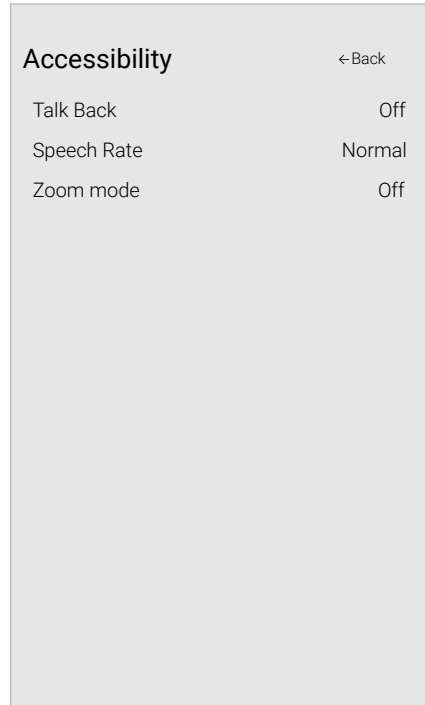 Accessibility ←Back
Talk Back Off
Speech Rate Normal
Zoom mode Off